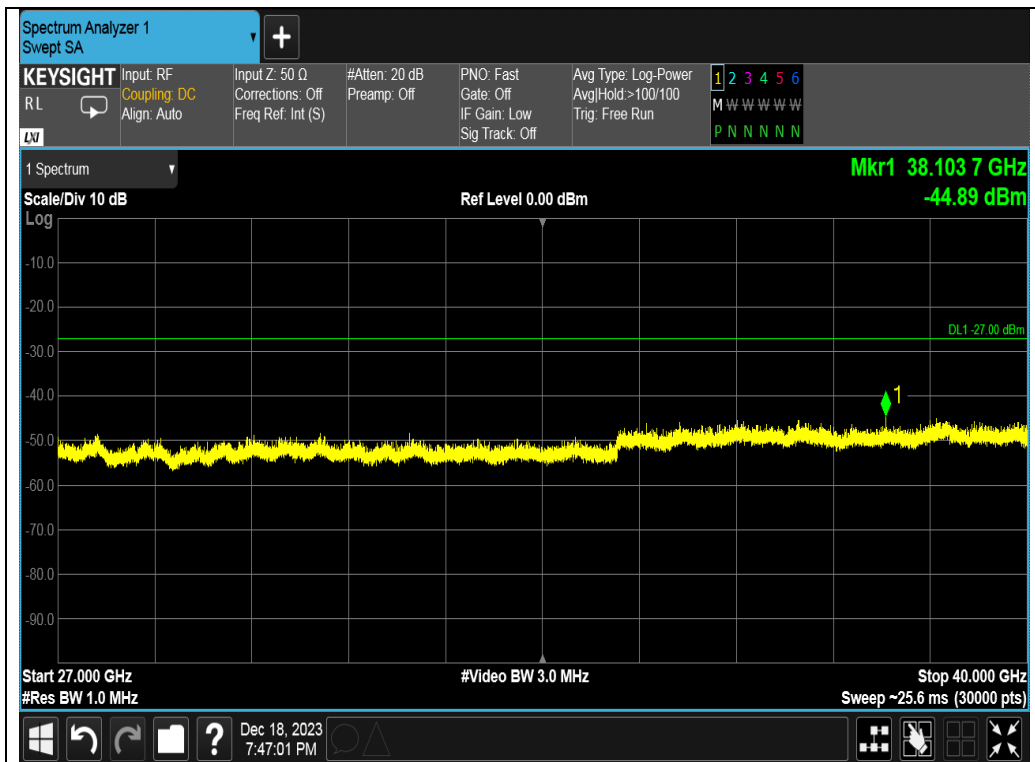 Spectrum Analyzer 1
Swept SA
+
KEYSIGHT
RL
LXI
Input: RF
Coupling: DC
Align: Auto
Input Z: 50 Ω
Corrections: Off
Freq Ref: Int (S)
#Atten: 20 dB
Preamp: Off
PNO: Fast
Gate: Off
IF Gain: Low
Sig Track: Off
Avg Type: Log-Power
Avg|Hold:>100/100
Trig: Free Run
1 2 3 4 5 6
M W W W W W
P N N N N N
1 Spectrum
Mkr1 38.103 7 GHz
-44.89 dBm
Scale/Div 10 dB
Ref Level 0.00 dBm
Log
-10.0
-20.0
DL1 -27.00 dBm
-30.0
-40.0
1
-50.0
-60.0
-70.0
-80.0
-90.0
Start 27.000 GHz
#Video BW 3.0 MHz
Stop 40.000 GHz
#Res BW 1.0 MHz
Sweep ~25.6 ms (30000 pts)
?
Dec 18, 2023
7:47:01 PM